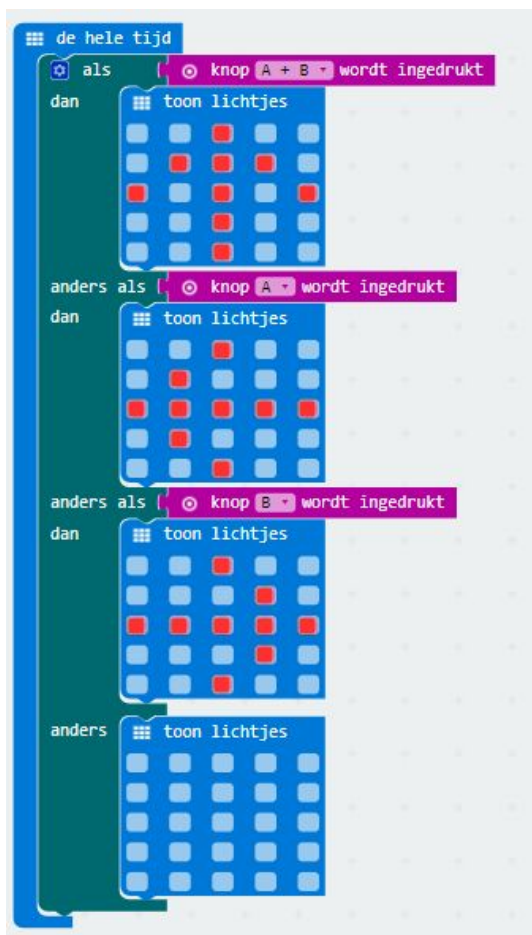 de hele tijd
als knop A + B wordt ingedrukt
dan toon lichtjes
anders als knop A wordt ingedrukt
dan toon lichtjes
anders als knop B wordt ingedrukt
dan toon lichtjes
anders toon lichtjes